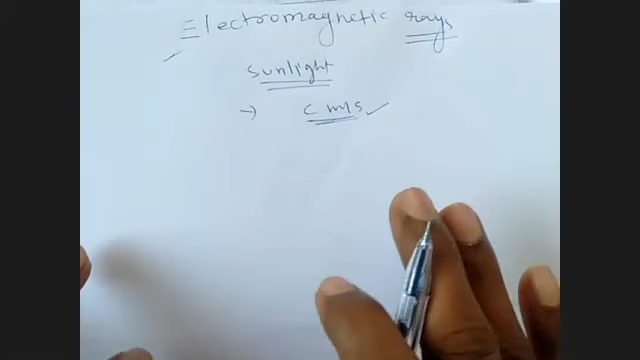 Electromagnetic rays
sunlight
→ c m/s ✓